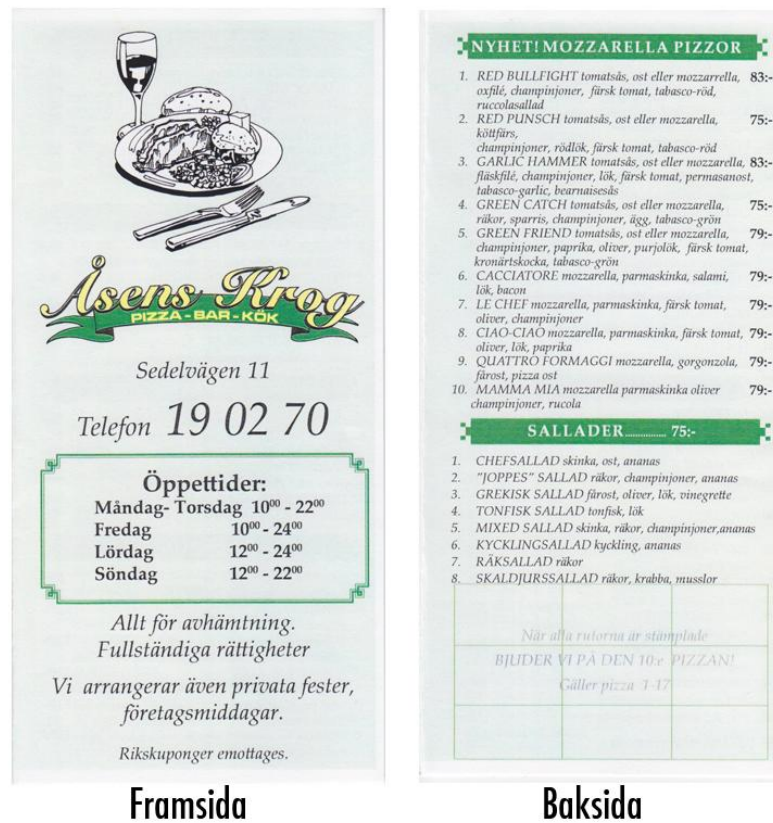 Åsens Krog
PIZZA - BAR - KÖK
Sedelvägen 11
Telefon 19 02 70
Öppettider:
Måndag- Torsdag 10⁰⁰ - 22⁰⁰
Fredag 10⁰⁰ - 24⁰⁰
Lördag 12⁰⁰ - 24⁰⁰
Söndag 12⁰⁰ - 22⁰⁰
Allt för avhämtning.
Fullständiga rättigheter
Vi arrangerar även privata fester,
företagsmiddagar.
Rikskuponger emottages.
Framsida
NYHET! MOZZARELLA PIZZOR
1. RED BULLFIGHT tomatsås, ost eller mozzarrella, 83:-
oxfilé, champinjoner, färsk tomat, tabasco-röd,
ruccolasallad
2. RED PUNSCH tomatsås, ost eller mozzarella, 75:-
köttfärs,
champinjoner, rödlök, färsk tomat, tabasco-röd
3. GARLIC HAMMER tomatsås, ost eller mozzarella, 83:-
fläskfilé, champinjoner, lök, färsk tomat, permasanost,
tabasco-garlic, bearnaisesås
4. GREEN CATCH tomatsås, ost eller mozzarella, 75:-
räkor, sparris, champinjoner, ägg, tabasco-grön
5. GREEN FRIEND tomatsås, ost eller mozzarella, 79:-
champinjoner, paprika, oliver, purjolök, färsk tomat,
kronärtskocka, tabasco-grön
6. CACCIATORE mozzarella, parmaskinka, salami, 79:-
lök, bacon
7. LE CHEF mozzarella, parmaskinka, färsk tomat, 79:-
oliver, champinjoner
8. CIAO-CIAO mozzarella, parmaskinka, färsk tomat, 79:-
oliver, lök, paprika
9. QUATTRO FORMAGGI mozzarella, gorgonzola, 79:-
fårost, pizza ost
10. MAMMA MIA mozzarella parmaskinka oliver 79:-
champinjoner, rucola
SALLADER................ 75:-
1. CHEFSALLAD skinka, ost, ananas
2. "JOPPES" SALLAD räkor, champinjoner, ananas
3. GREKISK SALLAD fårost, oliver, lök, vinegrette
4. TONFISK SALLAD tonfisk, lök
5. MIXED SALLAD skinka, räkor, champinjoner,ananas
6. KYCKLINGSALLAD kyckling, ananas
7. RÄKSALLAD räkor
8. SKALDJURSSALLAD räkor, krabba, musslor
När alla rutorna är stämplade
BJUDER VI PÅ DEN 10:e PIZZAN!
Gäller pizza 1-17
Baksida